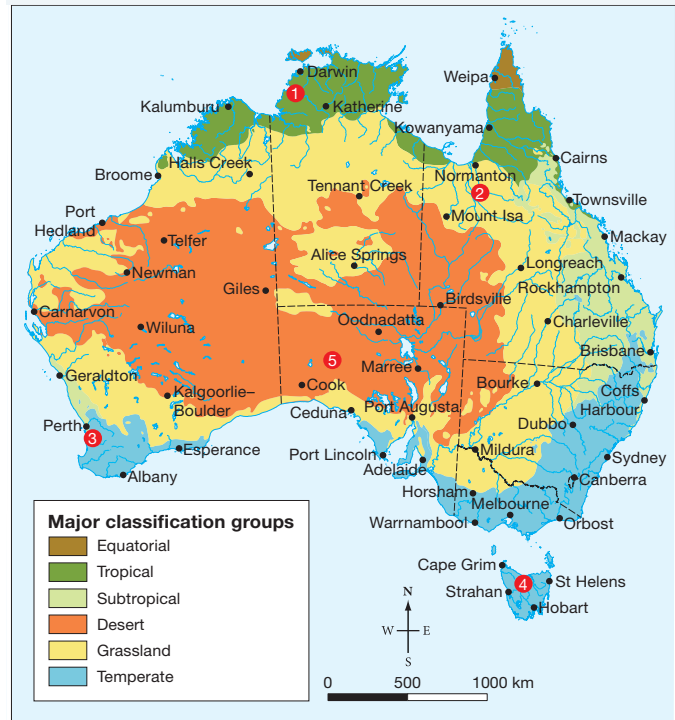 Darwin
Weipa
1
Kalumburu
Katherine
Kowanyama
Cairns
Halls Creek
Normanton
Broome
Tennant Creek
2
Townsville
Port
Hedland
Mount Isa
Mackay
Telfer
Alice Springs
Longreach
Newman
Rockhampton
Giles
Birdsville
Carnarvon
Oodnadatta
Charleville
Wiluna
Brisbane
5
Marree
Geraldton
Cook
Bourke
Coffs
Harbour
Kalgoorlie–
Boulder
Ceduna
Port Augusta
Dubbo
Perth
3
Esperance
Port Lincoln
Mildura
Sydney
Adelaide
Albany
Canberra
Horsham
Melbourne
Warrnambool
Orbost
Major classification groups
Equatorial
Tropical
Subtropical
Desert
Grassland
Temperate
Cape Grim
4
St Helens
Strahan
Hobart
N
W
E
S
0
500
1000 km